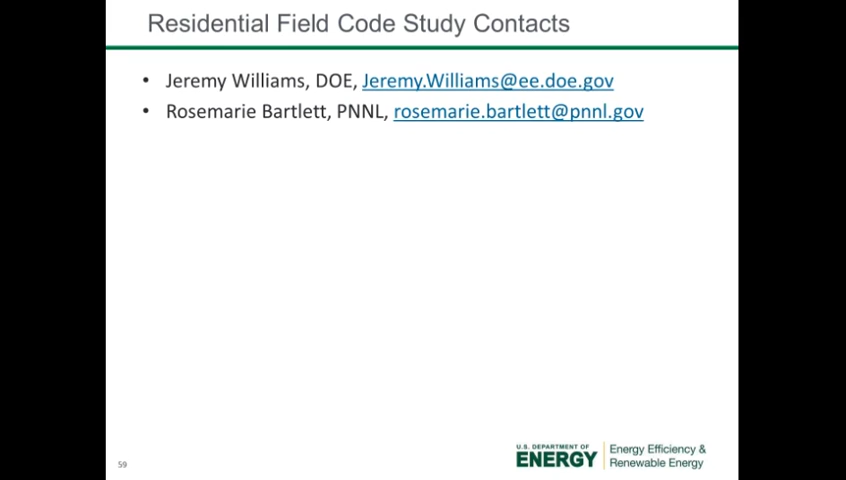 Residential Field Code Study Contacts
• Jeremy Williams, DOE, Jeremy.Williams@ee.doe.gov
• Rosemarie Bartlett, PNNL, rosemarie.bartlett@pnnl.gov
59
U.S. DEPARTMENT OF
ENERGY
Energy Efficiency &
Renewable Energy